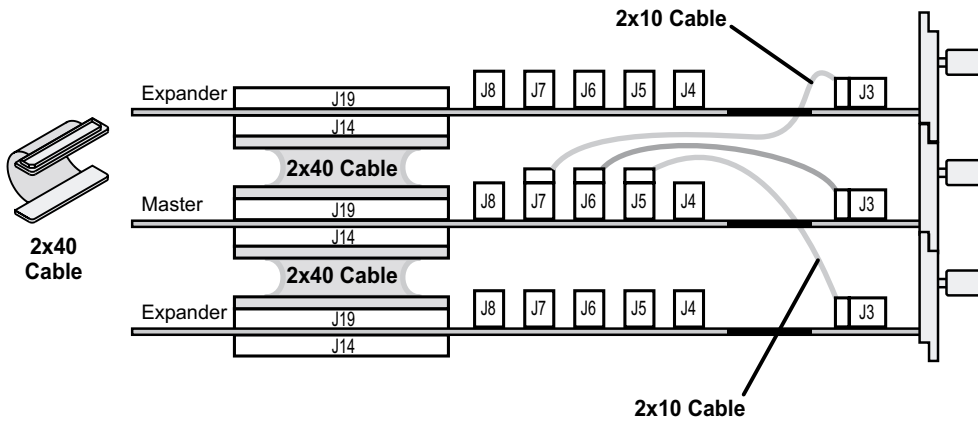 2x10 Cable
Expander
J19
J8 J7 J6 J5 J4
J3
J14
2x40 Cable
Master
J19
J8 J7 J6 J5 J4
J3
2x40
Cable
J14
2x40 Cable
Expander
J19
J8 J7 J6 J5 J4
J3
J14
2x10 Cable